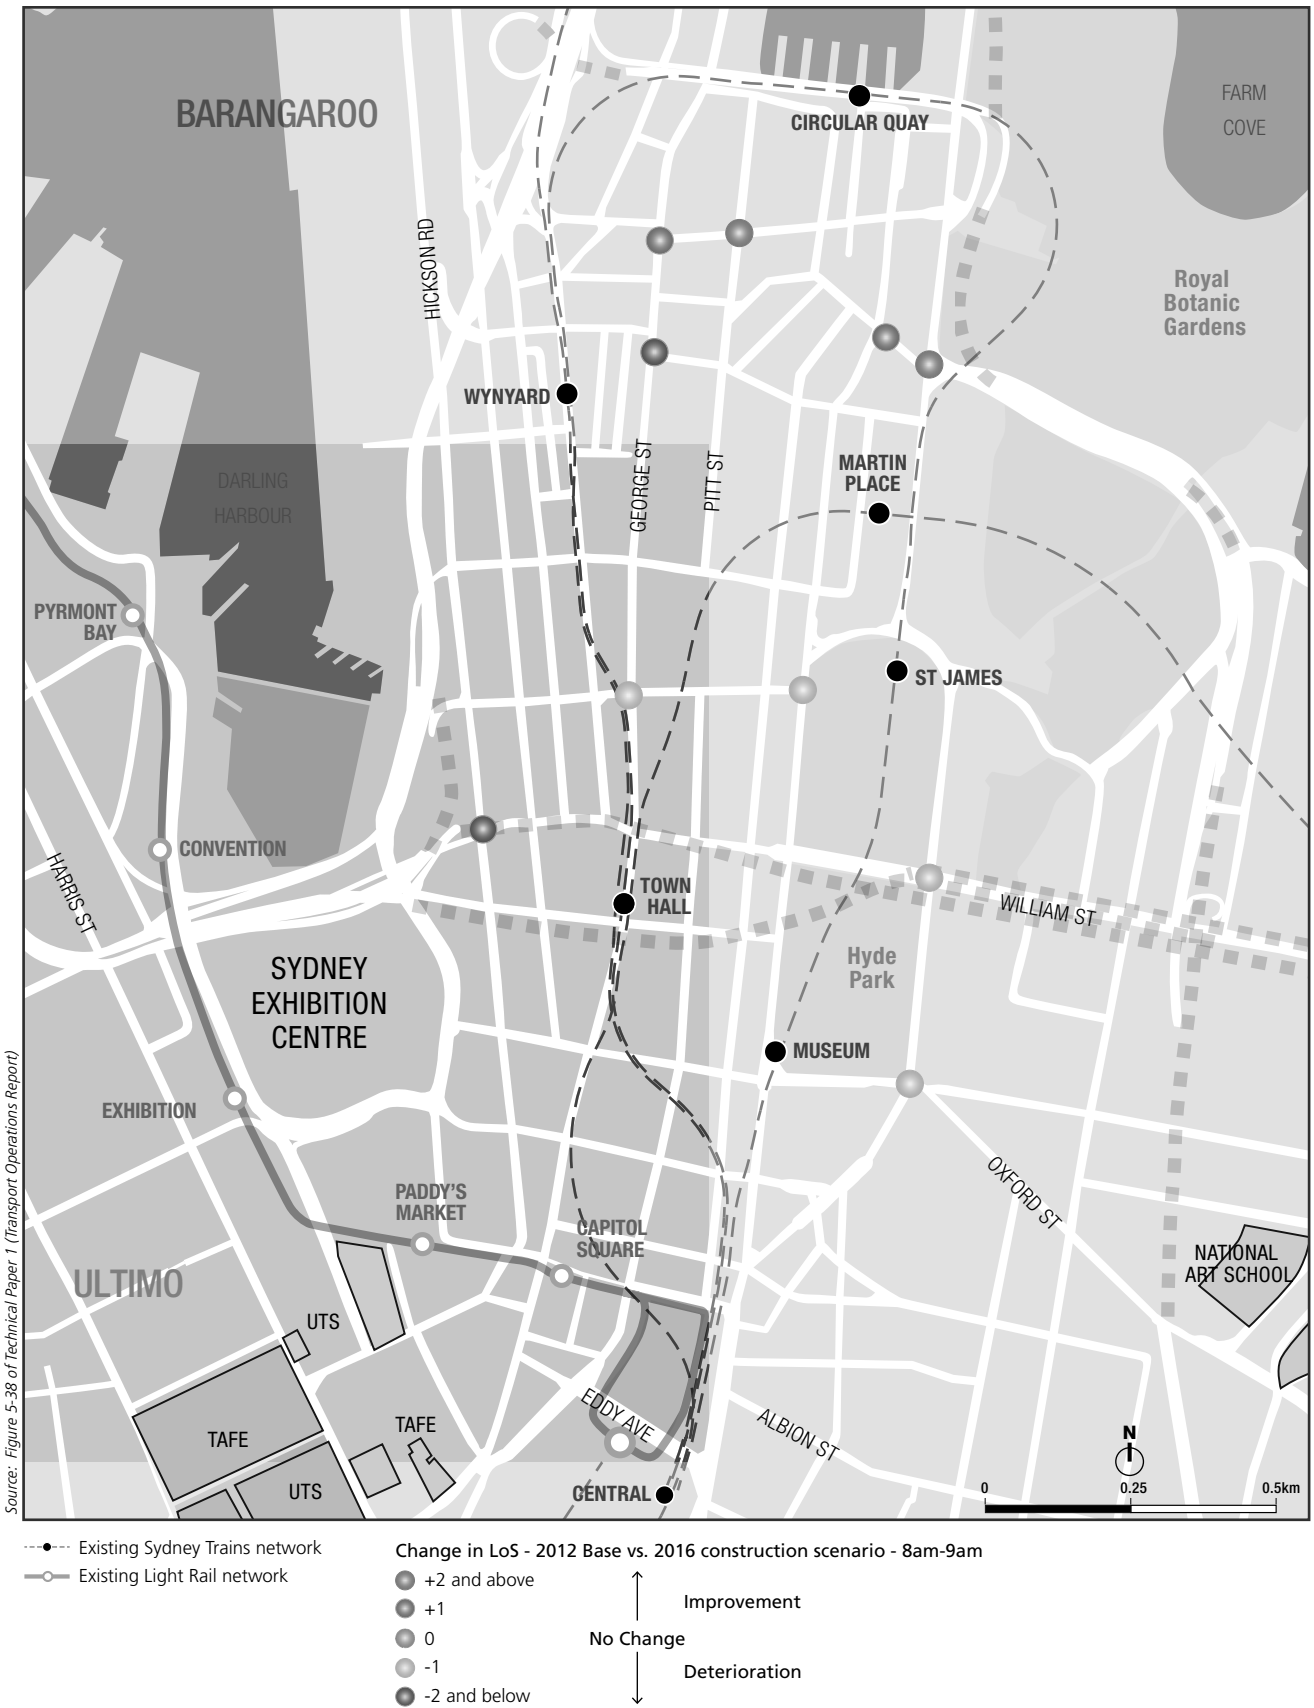 BARANGAROO
CIRCULAR QUAY
FARM
COVE
HICKSON RD
Royal
Botanic
Gardens
WYNYARD
GEORGE ST
PITT ST
MARTIN
PLACE
DARLING
HARBOUR
PYRMONT
BAY
ST JAMES
CONVENTION
HARRIS ST
TOWN
HALL
WILLIAM ST
SYDNEY
EXHIBITION
CENTRE
Hyde
Park
MUSEUM
EXHIBITION
OXFORD ST
PADDY'S
MARKET
CAPITOL
SQUARE
NATIONAL
ART SCHOOL
ULTIMO
UTS
EDDY AVE
ALBION ST
TAFE
TAFE
UTS
CENTRAL
N
0 0.25 0.5km
Source: Figure 5-38 of Technical Paper 1 (Transport Operations Report)
Existing Sydney Trains network
Existing Light Rail network
Change in LoS - 2012 Base vs. 2016 construction scenario - 8am-9am
+2 and above
+1
0
-1
-2 and below
Improvement
No Change
Deterioration